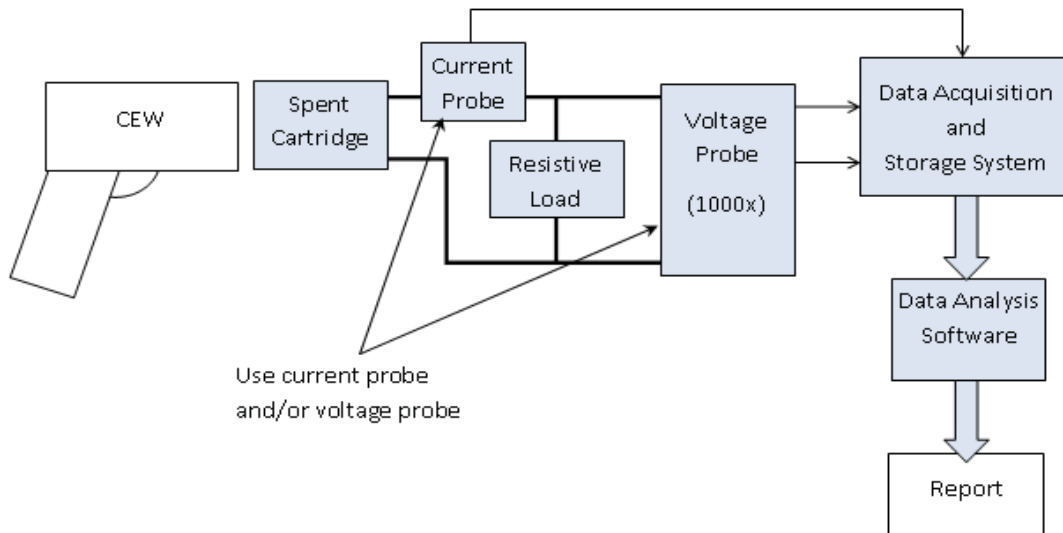 CEW
Spent
Cartridge
Current
Probe
Resistive
Load
Voltage
Probe
(1000x)
Data Acquisition
and
Storage System
Data Analysis
Software
Report
Use current probe
and/or voltage probe